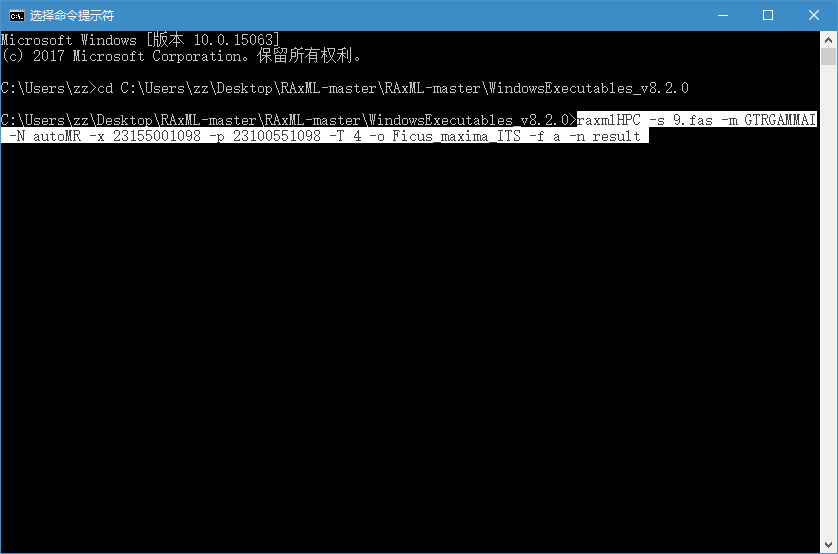 选择命令提示符
Microsoft Windows [版本 10.0.15063]
(c) 2017 Microsoft Corporation。保留所有权利。
C:\Users\zz>cd C:\Users\zz\Desktop\RAxML-master\RAxML-master\WindowsExecutables_v8.2.0
C:\Users\zz\Desktop\RAxML-master\RAxML-master\WindowsExecutables_v8.2.0>raxmlHPC -s 9.fas -m GTRGAMMAI
-N autoMR -x 23155001098 -p 23100551098 -T 4 -o Ficus_maxima_ITS -f a -n result